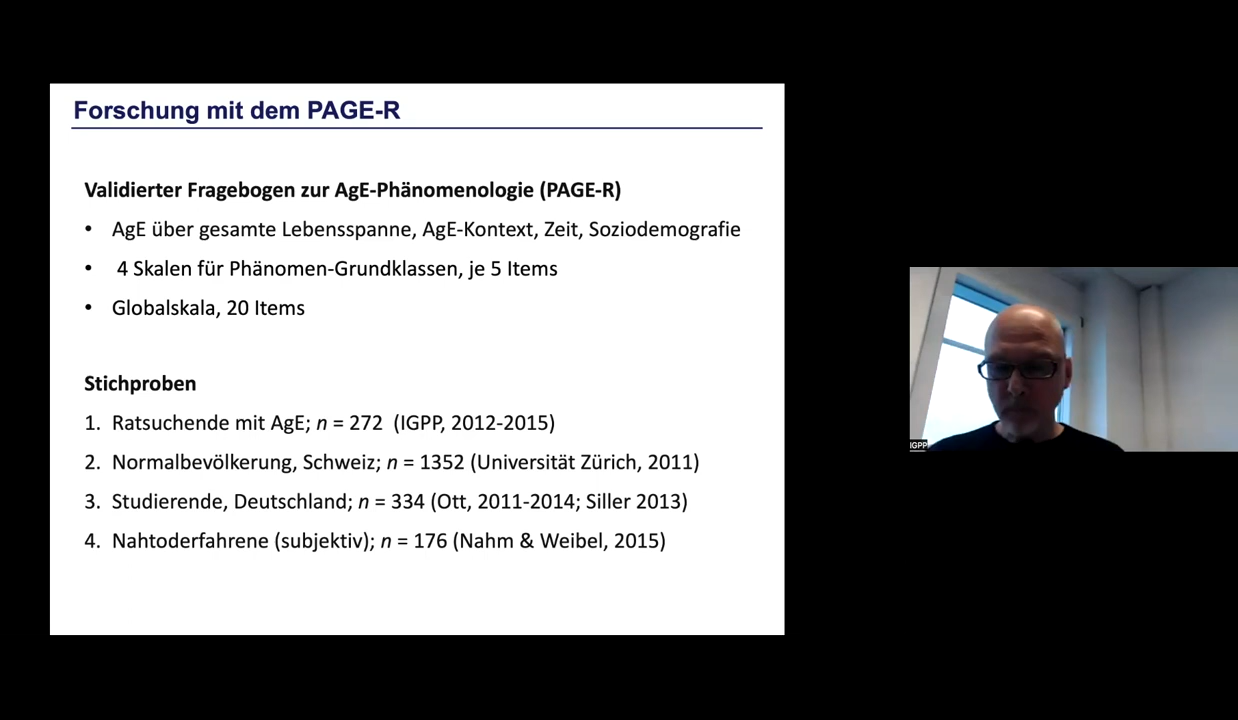 Forschung mit dem PAGE-R
Validierter Fragebogen zur AgE-Phänomenologie (PAGE-R)
• AgE über gesamte Lebensspanne, AgE-Kontext, Zeit, Soziodemografie
• 4 Skalen für Phänomen-Grundklassen, je 5 Items
• Globalskala, 20 Items
Stichproben
1. Ratsuchende mit AgE; n = 272 (IGPP, 2012-2015)
2. Normalbevölkerung, Schweiz; n = 1352 (Universität Zürich, 2011)
3. Studierende, Deutschland; n = 334 (Ott, 2011-2014; Siller 2013)
4. Nahtoderfahrene (subjektiv); n = 176 (Nahm & Weibel, 2015)
IGPP